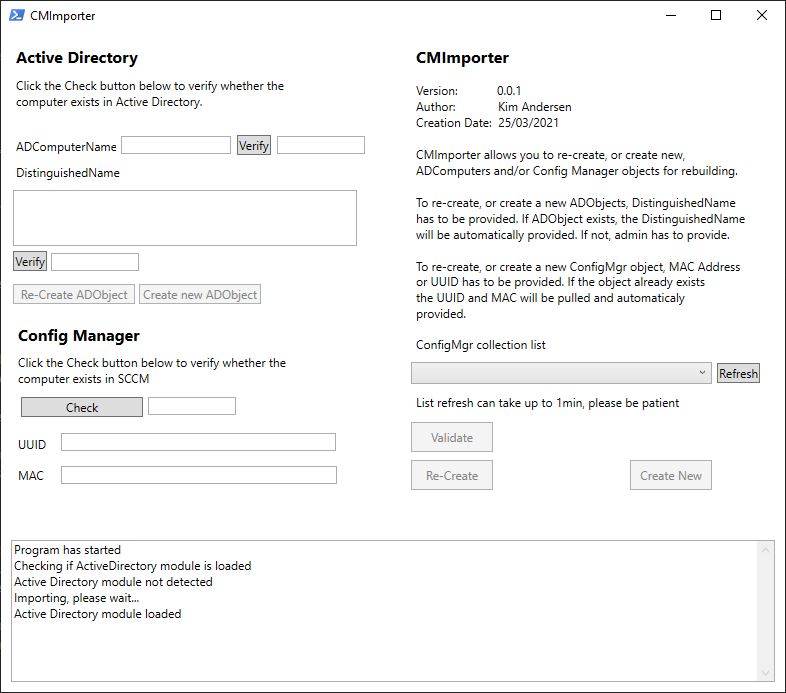 CMImporter
Active Directory
Click the Check button below to verify whether the
computer exists in Active Directory.
ADComputerName
Verify
DistinguishedName
Verify
Re-Create ADObject
Create new ADObject
Config Manager
Click the Check button below to verify whether the
computer exists in SCCM
Check
UUID
MAC
CMImporter
Version: 0.0.1
Author: Kim Andersen
Creation Date: 25/03/2021
CMImporter allows you to re-create, or create new,
ADComputers and/or Config Manager objects for rebuilding.
To re-create, or create a new ADObjects, DistinguishedName
has to be provided. If ADObject exists, the DistinguishedName
will be automatically provided. If not, admin has to provide.
To re-create, or create a new ConfigMgr object, MAC Address
or UUID has to be provided. If the object already exists
the UUID and MAC will be pulled and automaticaly
provided.
ConfigMgr collection list
Refresh
List refresh can take up to 1min, please be patient
Validate
Re-Create
Create New
Program has started
Checking if ActiveDirectory module is loaded
Active Directory module not detected
Importing, please wait...
Active Directory module loaded